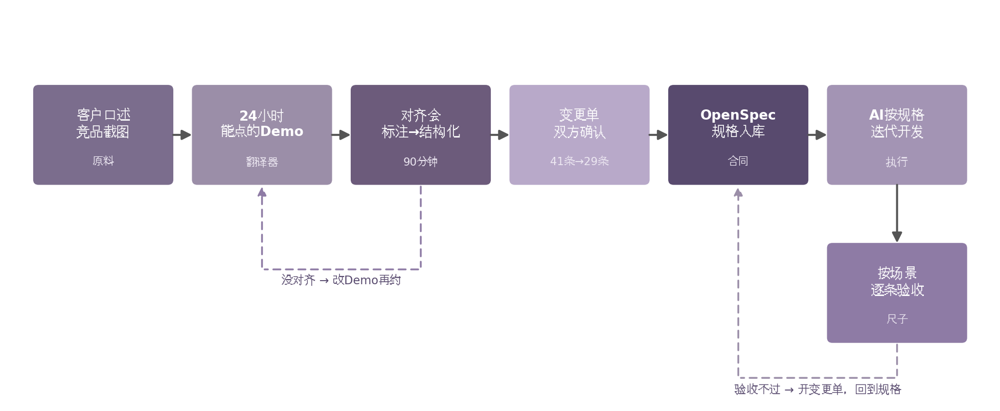 客户口述
竞品截图
原料
24小时
能点的Demo
翻译器
对齐会
标注→结构化
90分钟
变更单
双方确认
41条→29条
OpenSpec
规格入库
合同
AI按规格
迭代开发
执行
没对齐 → 改Demo再约
按场景
逐条验收
尺子
验收不过 → 开变更单，回到规格